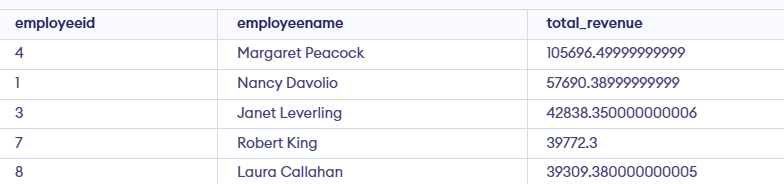 employeeid employeename total_revenue
4 Margaret Peacock 105696.49999999999
1 Nancy Davolio 57690.38999999999
3 Janet Leverling 42838.350000000006
7 Robert King 39772.3
8 Laura Callahan 39309.380000000005